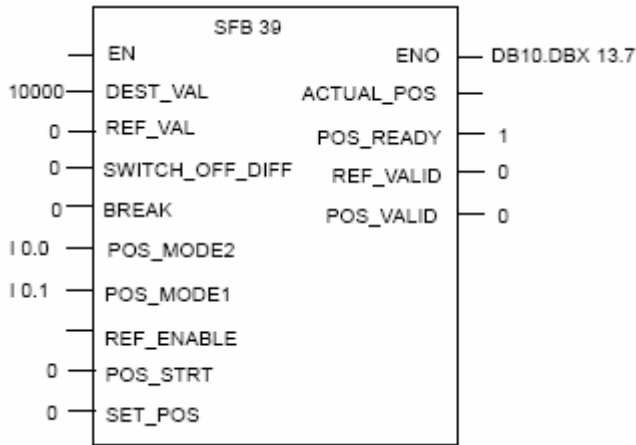 SFB 39
EN ENO DB10.DBX 13.7
10000 DEST_VAL ACTUAL_POS
0 REF_VAL POS_READY 1
0 SWITCH_OFF_DIFF REF_VALID 0
0 BREAK POS_VALID 0
I 0.0 POS_MODE2
I 0.1 POS_MODE1
REF_ENABLE
0 POS_STRT
0 SET_POS